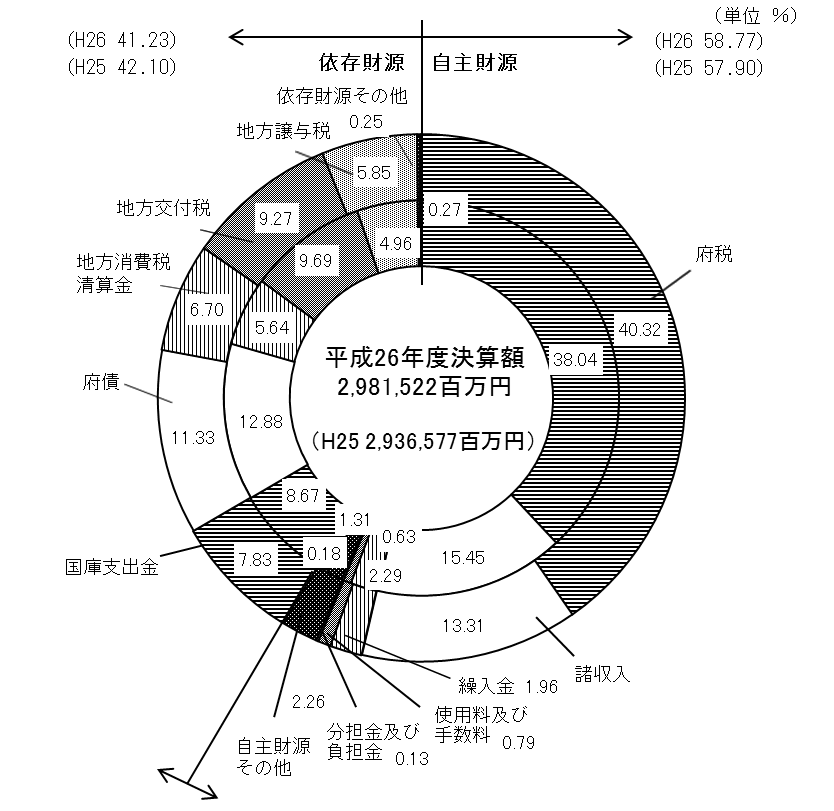 （単位 %）
(H26 41.23)
(H25 42.10)
(H26 58.77)
(H25 57.90)
依存財源
自主財源
依存財源その他
0.25
地方譲与税
5.85
0.27
地方交付税
9.27
9.69
4.96
府税
地方消費税
清算金
6.70
5.64
40.32
38.04
平成26年度決算額
2,981,522百万円
（H25 2,936,577百万円）
府債
11.33
12.88
8.67
1.31
0.63
国庫支出金
7.83
0.18
2.29
15.45
13.31
諸収入
繰入金 1.96
使用料及び
手数料 0.79
2.26
分担金及び
負担金 0.13
自主財源
その他